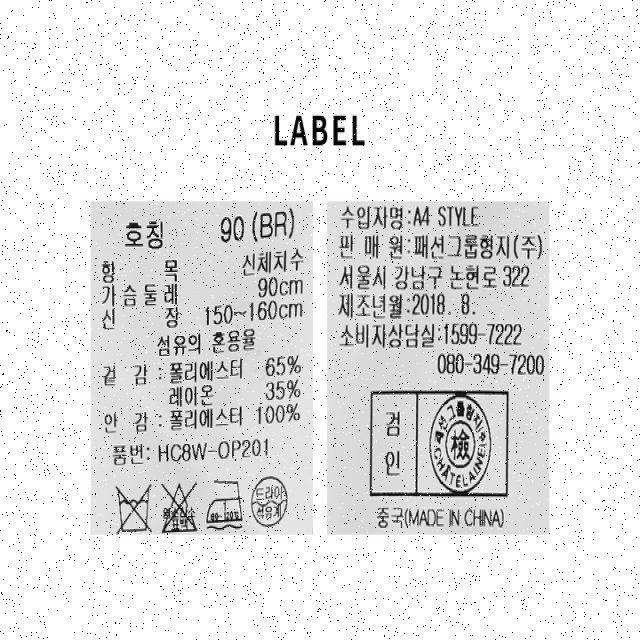 LABEL
호칭 90 (BR)
항 목 신체치수
가슴둘레 90cm
신 장 150~160cm
섬유의 혼용율
겉 감 : 폴리에스터 65%
레이온 35%
안 감 : 폴리에스터 100%
품번: HC8W-OP201
드라이
석유계
수입자명:A4 STYLE
판 매 원:패션그룹형지(주)
서울시 강남구 논현로 322
제조년월:2018. 8.
소비자상담실:1599-7222
080-349-7200
검
인
패션그룹형지(주)
檢
CHATELAINE
중국(MADE IN CHINA)